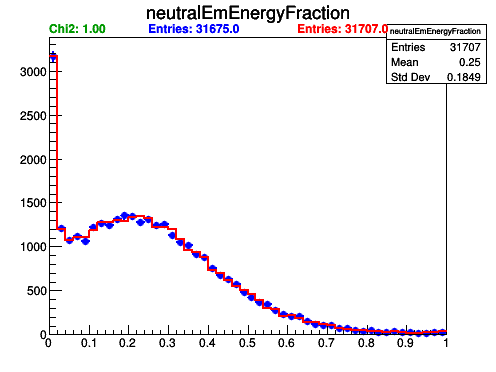 neutralEmEnergyFraction
Chi2: 1.00 Entries: 31675.0 Entries: 31707.0
neutralEmEnergyFraction
Entries 31707
Mean 0.25
Std Dev 0.1849
3000
2500
2000
1500
1000
500
0
0 0.1 0.2 0.3 0.4 0.5 0.6 0.7 0.8 0.9 1